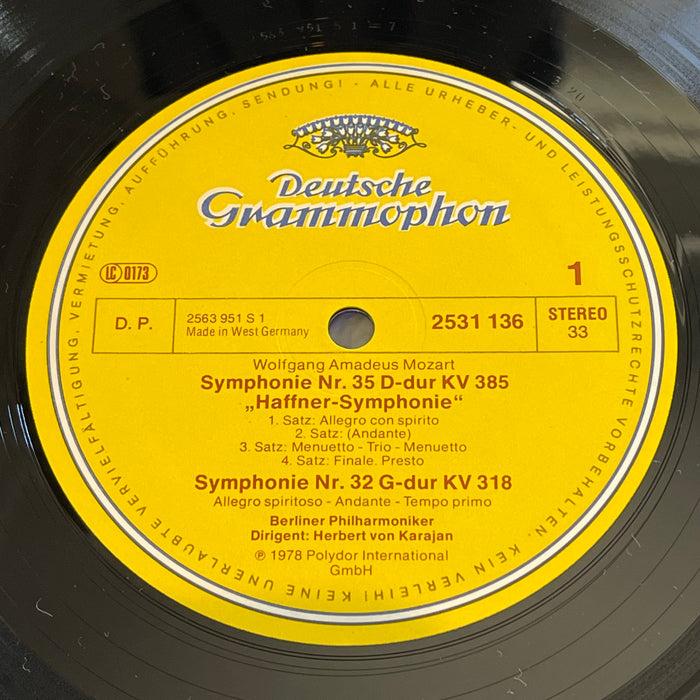 ALLE URHEBER- UND LEISTUNGSSCHUTZRECHTE VORBEHALTEN. KEIN VERLEIH! KEINE UNERLAUBTE VERVIELFÄLTIGUNG, VERMIETUNG, AUFFÜHRUNG, SENDUNG! -
Deutsche
Grammophon
LC 0173
1
D. P.
2563 951 S 1
Made in West Germany
2531 136
STEREO
33
Wolfgang Amadeus Mozart
Symphonie Nr. 35 D-dur KV 385
„Haffner-Symphonie“
1. Satz: Allegro con spirito
2. Satz: (Andante)
3. Satz: Menuetto - Trio - Menuetto
4. Satz: Finale. Presto
Symphonie Nr. 32 G-dur KV 318
Allegro spiritoso - Andante - Tempo primo
Berliner Philharmoniker
Dirigent: Herbert von Karajan
℗ 1978 Polydor International
GmbH